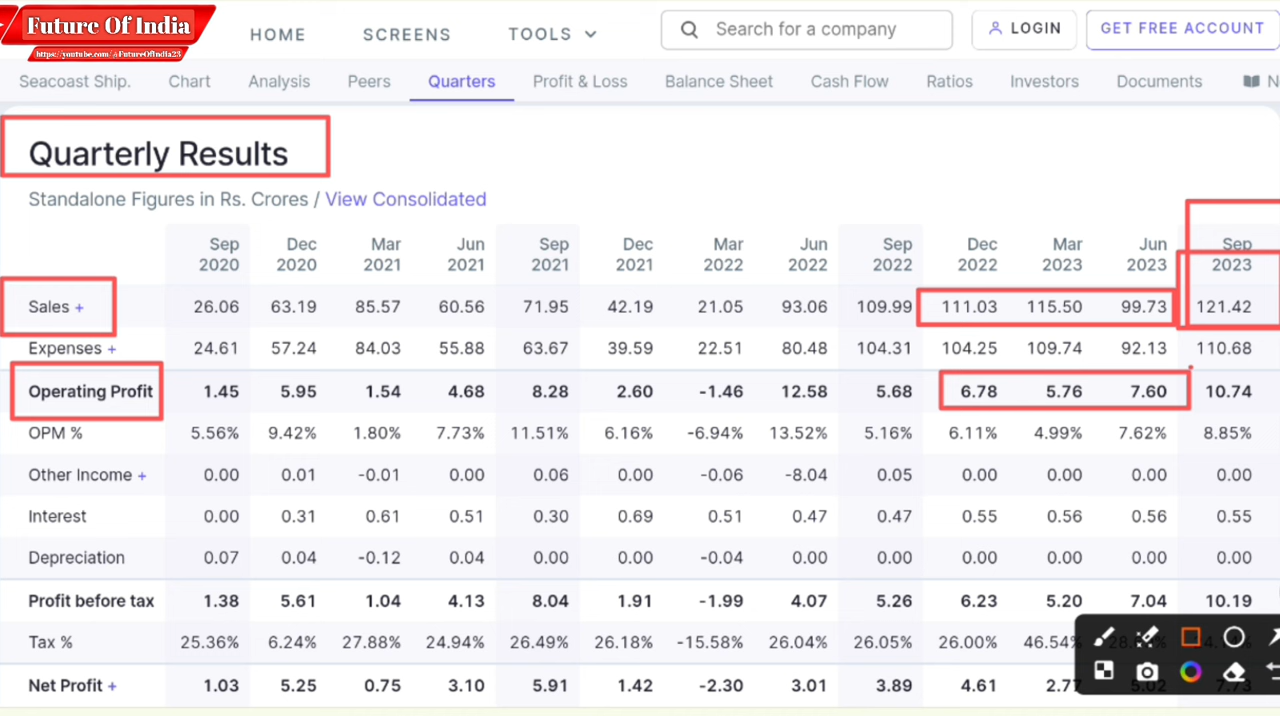 Future Of India
https://youtube.com/@FutureOfIndia23
HOME SCREENS TOOLS Search for a company LOGIN GET FREE ACCOUNT
Seacoast Ship. Chart Analysis Peers Quarters Profit & Loss Balance Sheet Cash Flow Ratios Investors Documents N
Quarterly Results
Standalone Figures in Rs. Crores / View Consolidated
Sep Dec Mar Jun Sep Dec Mar Jun Sep Dec Mar Jun Sep
2020 2020 2021 2021 2021 2021 2022 2022 2022 2022 2023 2023 2023
Sales + 26.06 63.19 85.57 60.56 71.95 42.19 21.05 93.06 109.99 111.03 115.50 99.73 121.42
Expenses + 24.61 57.24 84.03 55.88 63.67 39.59 22.51 80.48 104.31 104.25 109.74 92.13 110.68
Operating Profit 1.45 5.95 1.54 4.68 8.28 2.60 -1.46 12.58 5.68 6.78 5.76 7.60 10.74
OPM % 5.56% 9.42% 1.80% 7.73% 11.51% 6.16% -6.94% 13.52% 5.16% 6.11% 4.99% 7.62% 8.85%
Other Income + 0.00 0.01 -0.01 0.00 0.06 0.00 -0.06 -8.04 0.05 0.00 0.00 0.00 0.00
Interest 0.00 0.31 0.61 0.51 0.30 0.69 0.51 0.47 0.47 0.55 0.56 0.56 0.55
Depreciation 0.07 0.04 -0.12 0.04 0.00 0.00 -0.04 0.00 0.00 0.00 0.00 0.00 0.00
Profit before tax 1.38 5.61 1.04 4.13 8.04 1.91 -1.99 4.07 5.26 6.23 5.20 7.04 10.19
Tax % 25.36% 6.24% 27.88% 24.94% 26.49% 26.18% -15.58% 26.04% 26.05% 26.00% 46.54%
Net Profit + 1.03 5.25 0.75 3.10 5.91 1.42 -2.30 3.01 3.89 4.61 2.77 5.02 7.73